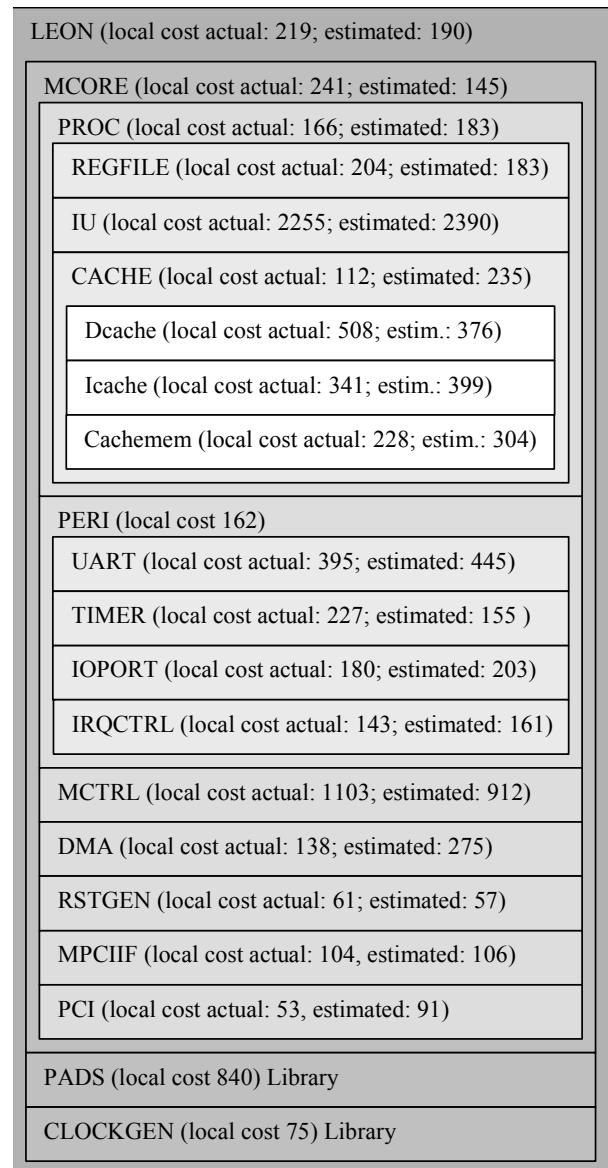 LEON (local cost actual: 219; estimated: 190)
MCORE (local cost actual: 241; estimated: 145)
PROC (local cost actual: 166; estimated: 183)
REGFILE (local cost actual: 204; estimated: 183)
IU (local cost actual: 2255; estimated: 2390)
CACHE (local cost actual: 112; estimated: 235)
Dcache (local cost actual: 508; estim.: 376)
Icache (local cost actual: 341; estim.: 399)
Cachemem (local cost actual: 228; estim.: 304)
PERI (local cost 162)
UART (local cost actual: 395; estimated: 445)
TIMER (local cost actual: 227; estimated: 155 )
IOPORT (local cost actual: 180; estimated: 203)
IRQCTRL (local cost actual: 143; estimated: 161)
MCTRL (local cost actual: 1103; estimated: 912)
DMA (local cost actual: 138; estimated: 275)
RSTGEN (local cost actual: 61; estimated: 57)
MPCIIF (local cost actual: 104, estimated: 106)
PCI (local cost actual: 53, estimated: 91)
PADS (local cost 840) Library
CLOCKGEN (local cost 75) Library